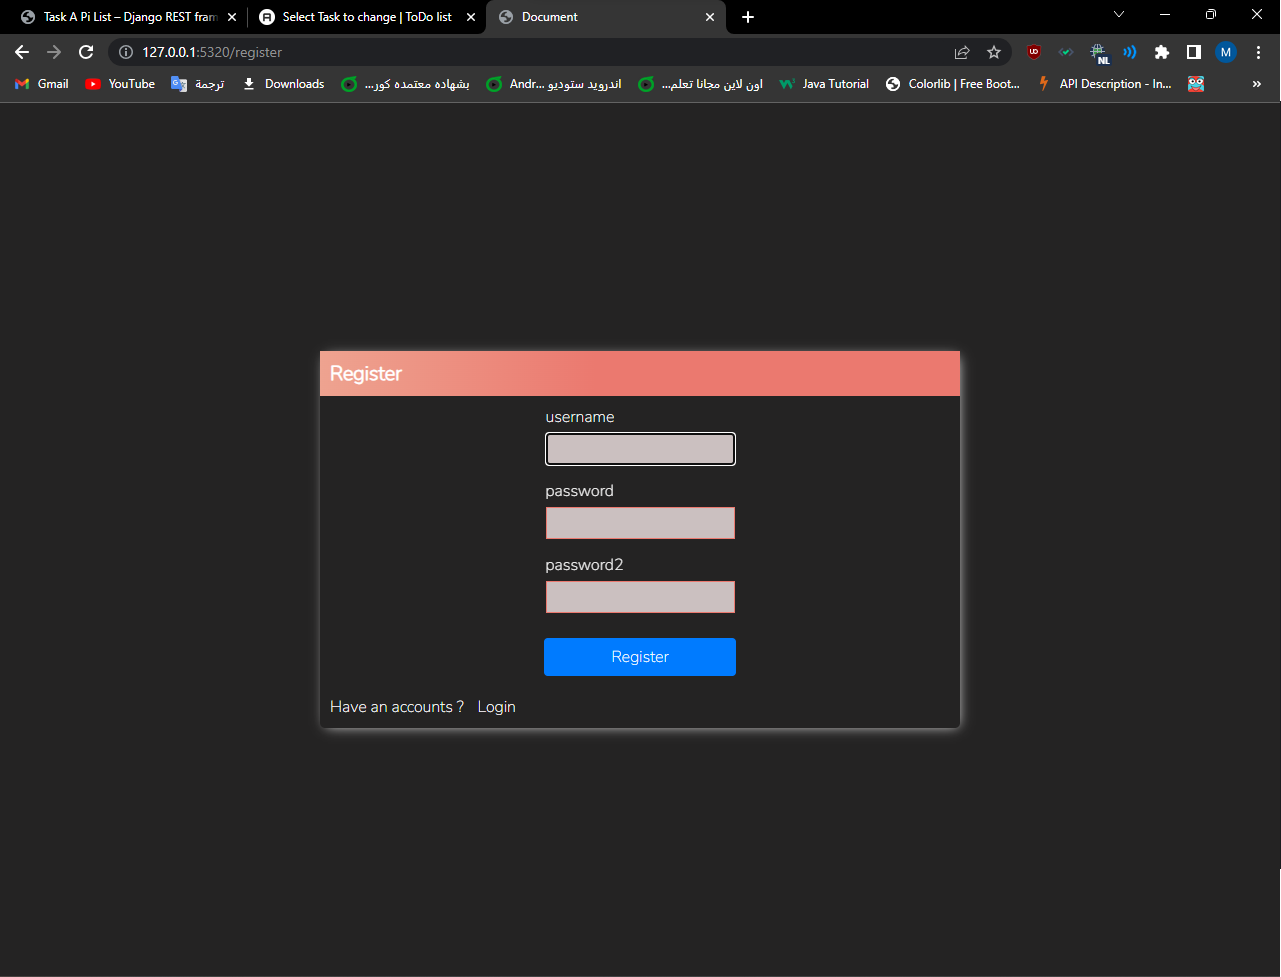 Task A Pi List – Django REST fram
Select Task to change | ToDo list
Document
127.0.0.1:5320/register
M
NL
Gmail
YouTube
ترجمة
Downloads
بشهاده معتمده كور...
اندرويد ستوديو Andr...
اون لاين مجانا تعلم...
Java Tutorial
Colorlib | Free Boot...
API Description - In...
»
Register
username
password
password2
Register
Have an accounts ? Login